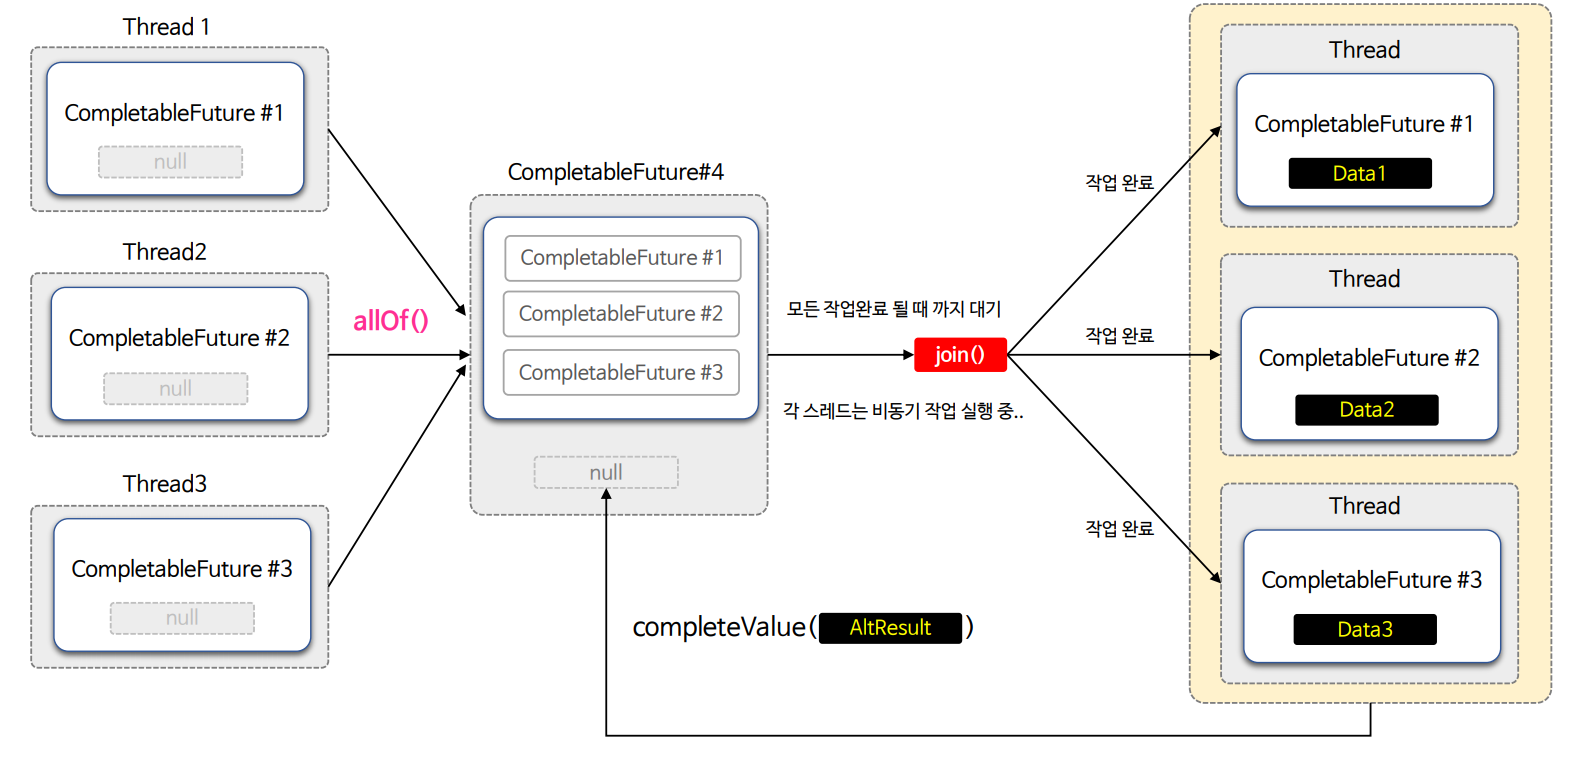 Thread 1
CompletableFuture #1
null
Thread2
CompletableFuture #2
null
Thread3
CompletableFuture #3
null
allOf()
CompletableFuture#4
CompletableFuture #1
CompletableFuture #2
CompletableFuture #3
null
모든 작업완료 될 때 까지 대기
join()
각 스레드는 비동기 작업 실행 중..
completeValue( AltResult )
작업 완료
작업 완료
작업 완료
Thread
CompletableFuture #1
Data1
Thread
CompletableFuture #2
Data2
Thread
CompletableFuture #3
Data3